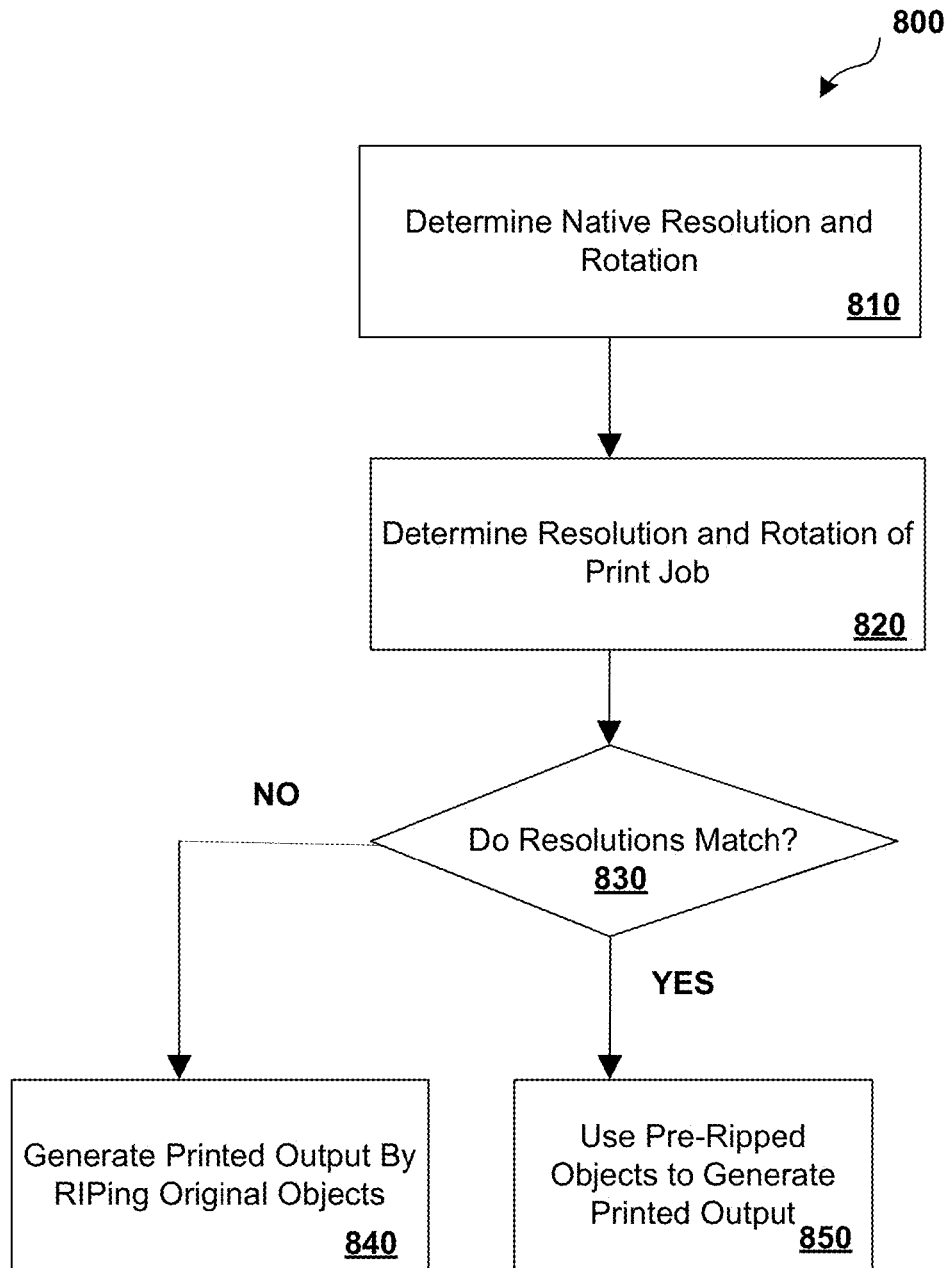 800
Determine Native Resolution and
Rotation
810
Determine Resolution and Rotation of
Print Job
820
NO
Do Resolutions Match?
830
YES
Generate Printed Output By
RIPing Original Objects
840
Use Pre-Ripped
Objects to Generate
Printed Output
850